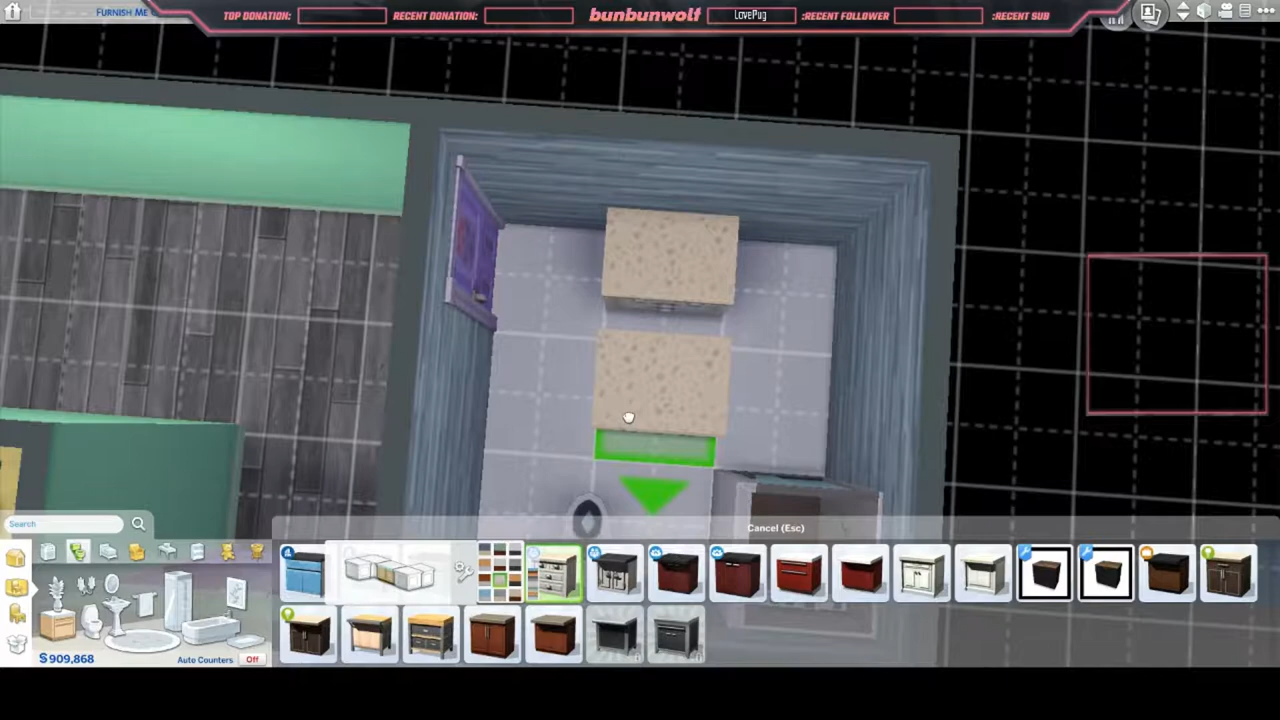 FURNISH ME
TOP DONATION:
RECENT DONATION:
bunbunwolf
LovePug
:RECENT FOLLOWER
:RECENT SUB
Cancel (Esc)
Search
$909,868
Auto Counters
Off